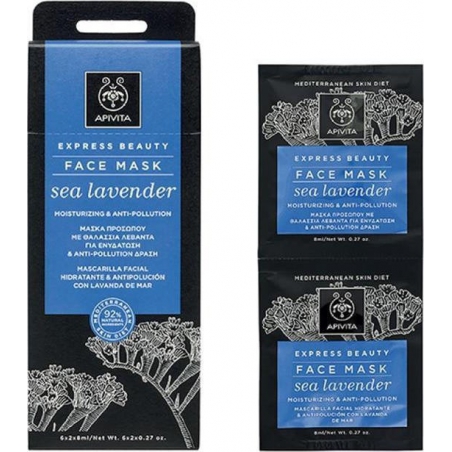 APIVITA
EXPRESS BEAUTY
FACE MASK
sea lavender
MOISTURIZING & ANTI-POLLUTION
ΜΑΣΚΑ ΠΡΟΣΩΠΟΥ
ΜΕ ΘΑΛΑΣΣΙΑ ΛΕΒΑΝΤΑ
ΓΙΑ ΕΝΥΔΑΤΩΣΗ
& ANTI-POLLUTION ΔΡΑΣΗ
MASCARILLA FACIAL
HIDRATANTE & ANTIPOLUCIÓN
CON LAVANDA DE MAR
MEDITERRANEAN
SKIN DIET
92%
NATURAL
INGREDIENTS
6x2x8ml/Net Wt. 6x2x0.27 oz.
MEDITERRANEAN SKIN DIET
APIVITA
EXPRESS BEAUTY
FACE MASK
sea lavender
MOISTURIZING & ANTI-POLLUTION
ΜΑΣΚΑ ΠΡΟΣΩΠΟΥ ΜΕ
ΘΑΛΑΣΣΙΑ ΛΕΒΑΝΤΑ ΓΙΑ ΕΝΥΔΑΤΩΣΗ
& ANTI-POLLUTION ΔΡΑΣΗ
8ml/Net Wt. 0.27 oz.
MEDITERRANEAN SKIN DIET
APIVITA
EXPRESS BEAUTY
FACE MASK
sea lavender
MOISTURIZING & ANTI-POLLUTION
MASCARILLA FACIAL HIDRATANTE
& ANTIPOLUCIÓN CON LAVANDA
DE MAR
8ml/Net Wt. 0.27 oz.